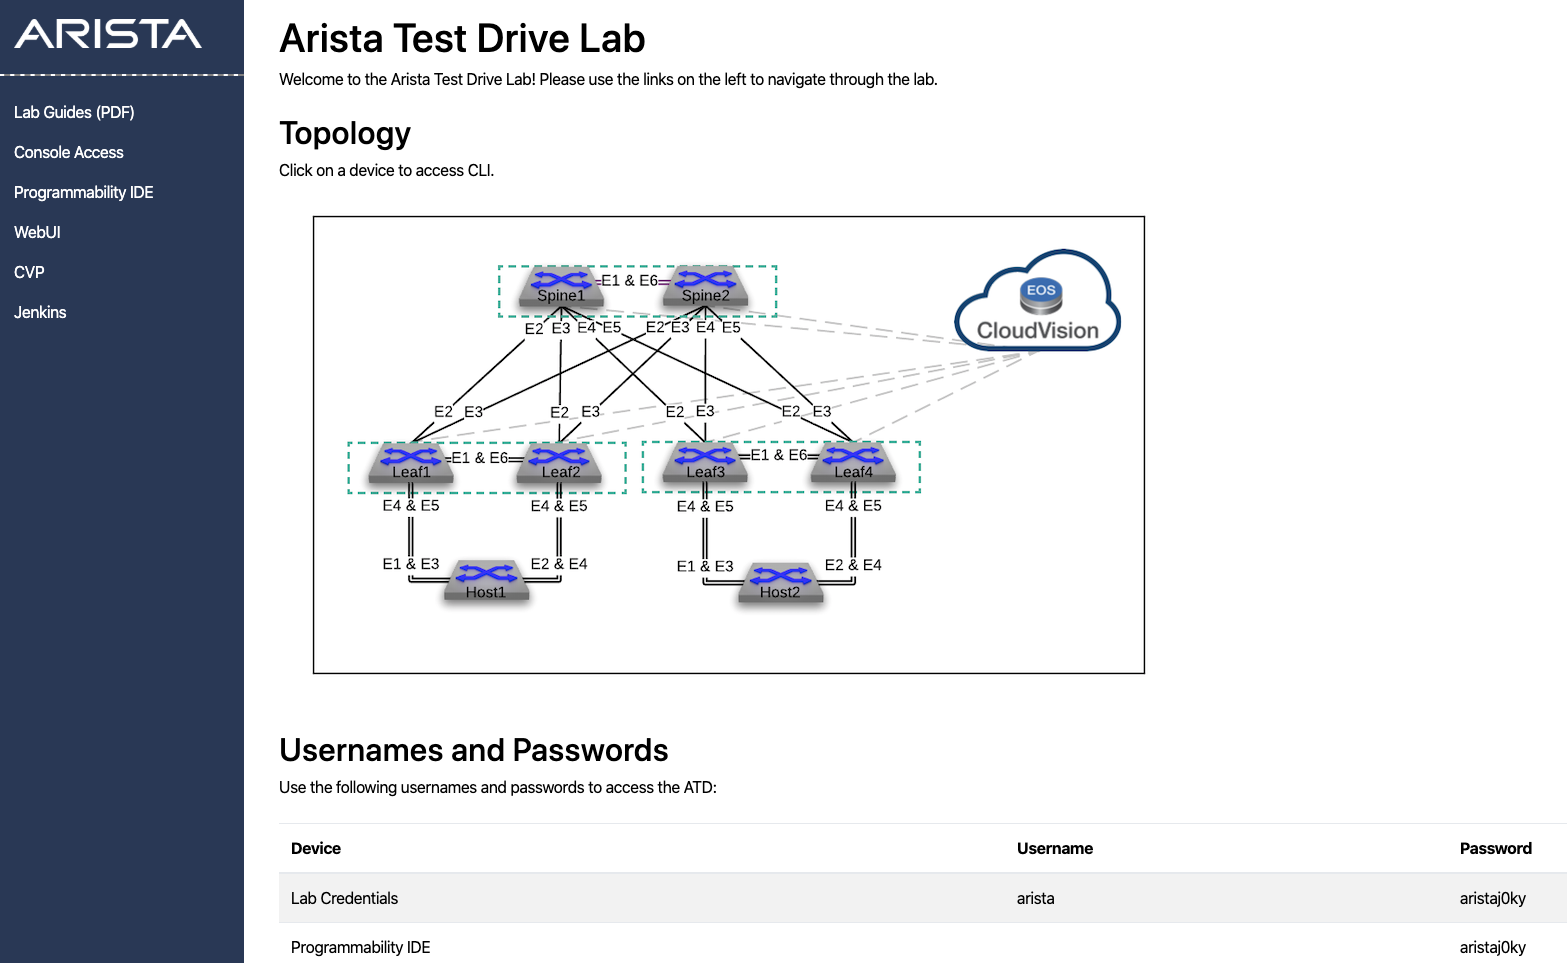 ARISTA
Lab Guides (PDF)
Console Access
Programmability IDE
WebUI
CVP
Jenkins
Arista Test Drive Lab
Welcome to the Arista Test Drive Lab! Please use the links on the left to navigate through the lab.
Topology
Click on a device to access CLI.
Spine1 E1 & E6 Spine2
EOS
CloudVision
E2 E3 E4 E5 E2 E3 E4 E5
E2 E3 E2 E3 E2 E3 E2 E3
Leaf1 E1 & E6 Leaf2 Leaf3 E1 & E6 Leaf4
E4 & E5 E4 & E5 E4 & E5 E4 & E5
E1 & E3 E2 & E4 E1 & E3 E2 & E4
Host1 Host2
Usernames and Passwords
Use the following usernames and passwords to access the ATD:
Device Username Password
Lab Credentials arista aristaj0ky
Programmability IDE aristaj0ky